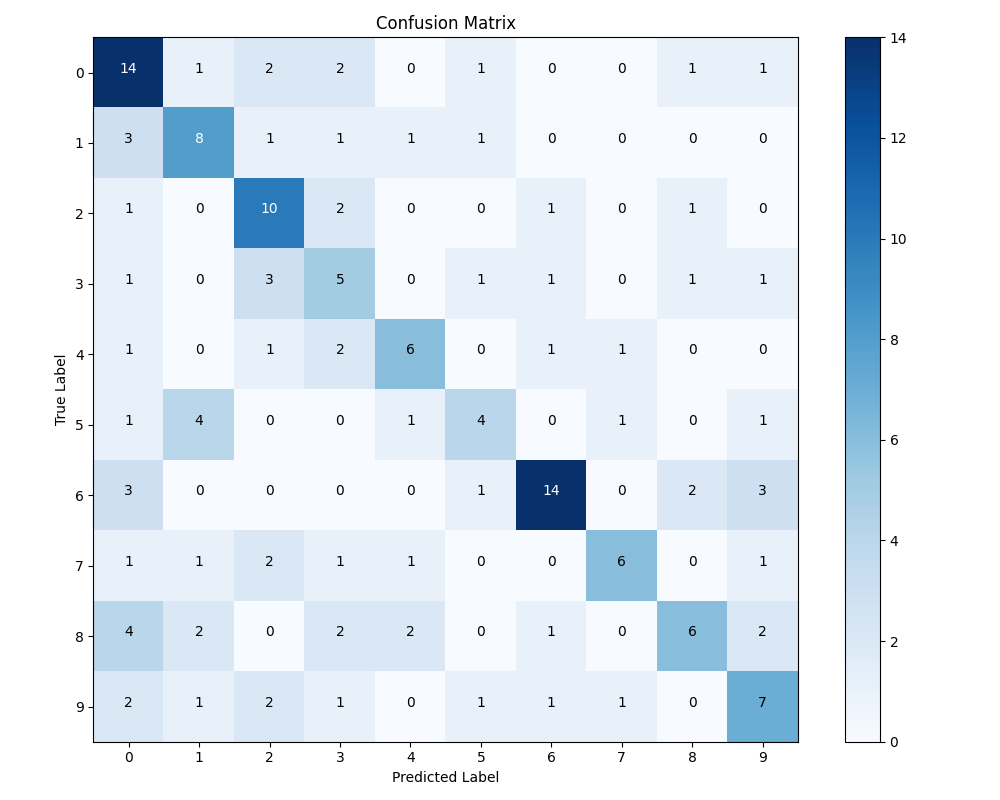 Confusion Matrix
0 14 1 2 2 0 1 0 0 1 1
1 3 8 1 1 1 1 0 0 0 0
2 1 0 10 2 0 0 1 0 1 0
3 1 0 3 5 0 1 1 0 1 1
4 1 0 1 2 6 0 1 1 0 0
5 1 4 0 0 1 4 0 1 0 1
6 3 0 0 0 0 1 14 0 2 3
7 1 1 2 1 1 0 0 6 0 1
8 4 2 0 2 2 0 1 0 6 2
9 2 1 2 1 0 1 1 1 0 7
0 1 2 3 4 5 6 7 8 9
Predicted Label
True Label
14
12
10
8
6
4
2
0